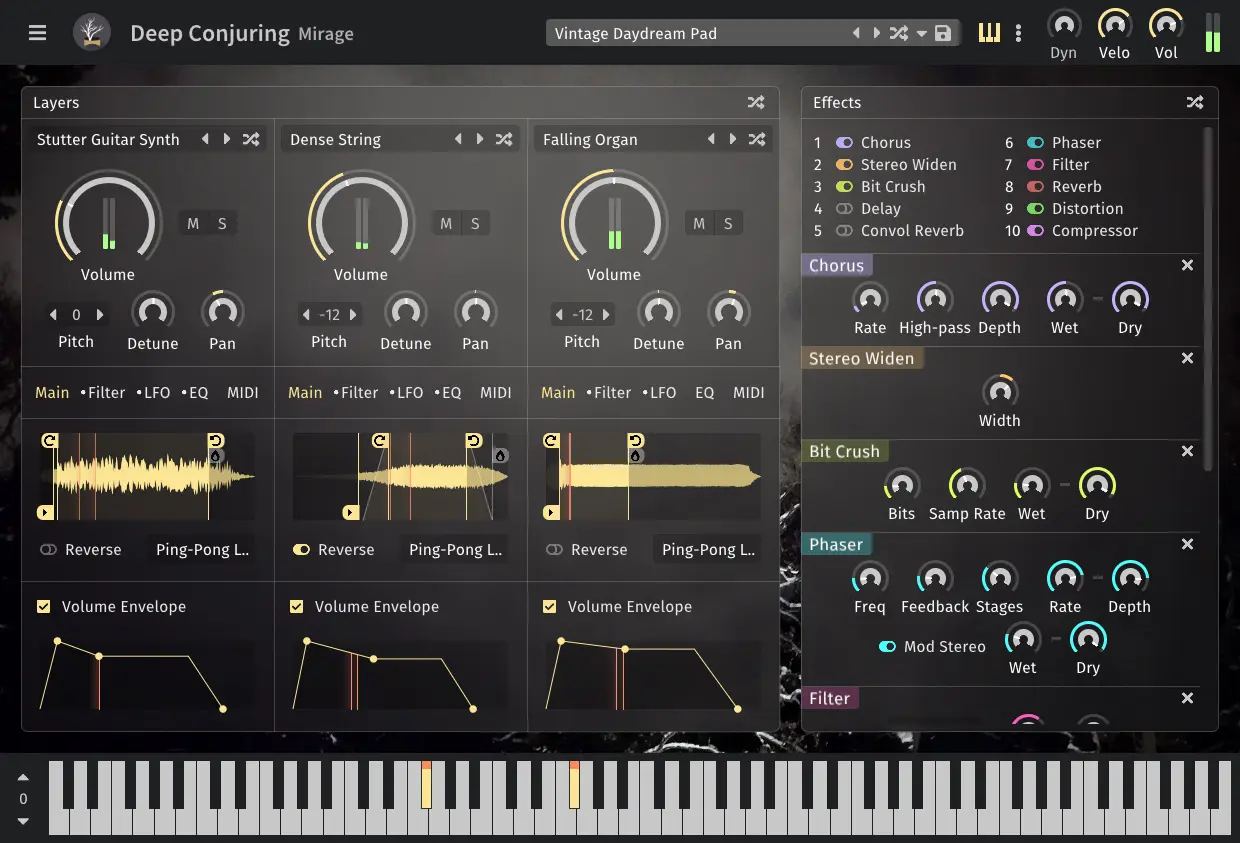 Deep Conjuring Mirage
Vintage Daydream Pad
Dyn Velo Vol
Layers
Stutter Guitar Synth
M S
Volume
0
Pitch Detune Pan
Main •Filter •LFO •EQ MIDI
Reverse Ping-Pong L..
Volume Envelope
Dense String
M S
Volume
-12
Pitch Detune Pan
Main •Filter •LFO •EQ MIDI
Reverse Ping-Pong L..
Volume Envelope
Falling Organ
M S
Volume
-12
Pitch Detune Pan
Main •Filter •LFO EQ MIDI
Reverse Ping-Pong L..
Volume Envelope
Effects
1 Chorus
2 Stereo Widen
3 Bit Crush
4 Delay
5 Convol Reverb
6 Phaser
7 Filter
8 Reverb
9 Distortion
10 Compressor
Chorus
Rate High-pass Depth Wet Dry
Stereo Widen
Width
Bit Crush
Bits Samp Rate Wet Dry
Phaser
Freq Feedback Stages Rate Depth
Mod Stereo
Wet Dry
Filter
0